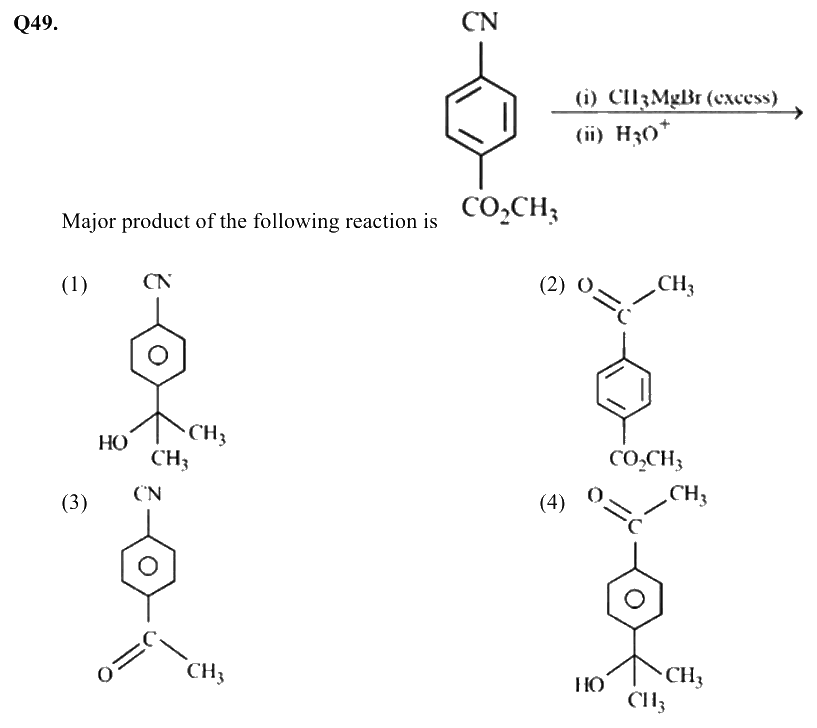 Q49.
CN
(i) CH₃MgBr (excess)
(ii) H₃O⁺
CO₂CH₃
Major product of the following reaction is
(1)
CN
HO
CH₃
CH₃
(2)
O
CH₃
C
CO₂CH₃
(3)
CN
C
O
CH₃
(4)
O
CH₃
C
HO
CH₃
CH₃